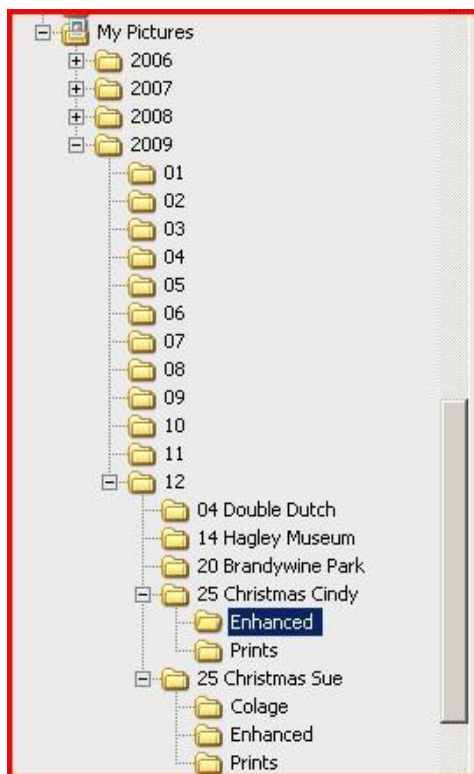 My Pictures
2006
2007
2008
2009
01
02
03
04
05
06
07
08
09
10
11
12
04 Double Dutch
14 Hagley Museum
20 Brandywine Park
25 Christmas Cindy
Enhanced
Prints
25 Christmas Sue
Colage
Enhanced
Prints